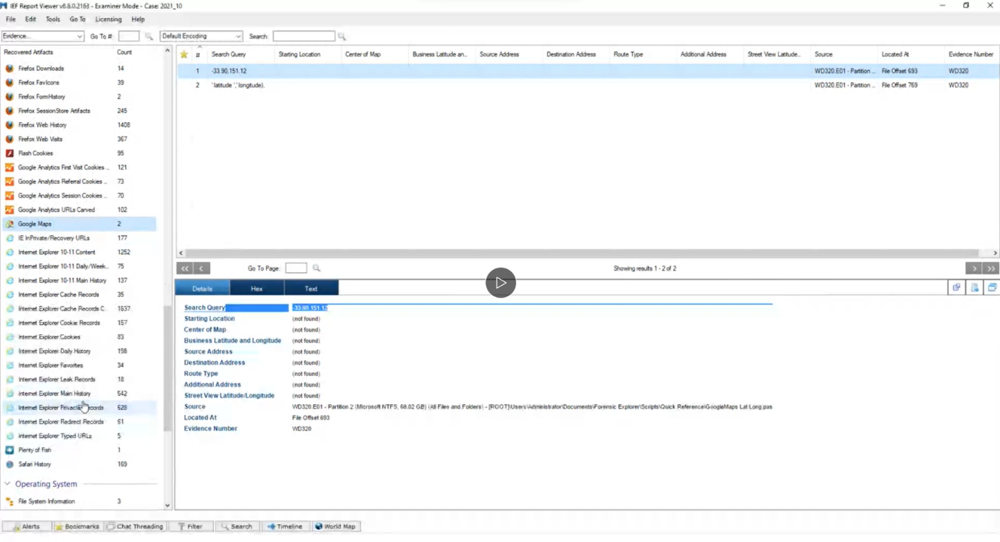 IEF Report Viewer v6.8.0.2163 - Examiner Mode - Case: 2021_10
File Edit Tools Go To Licensing Help
Evidence... Go To #: Default Encoding Search:
Recovered Artifacts Count
Firefox Downloads 14
Firefox FavIcons 39
Firefox FormHistory 2
Firefox SessionStore Artifacts 245
Firefox Web History 1408
Firefox Web Visits 367
Flash Cookies 95
Google Analytics First Visit Cookies ... 121
Google Analytics Referral Cookies ... 73
Google Analytics Session Cookies ... 70
Google Analytics URLs Carved 102
Google Maps 2
IE InPrivate/Recovery URLs 177
Internet Explorer 10-11 Content 1252
Internet Explorer 10-11 Daily/Week... 75
Internet Explorer 10-11 Main History 137
Internet Explorer Cache Records 35
Internet Explorer Cache Records C... 1637
Internet Explorer Cookie Records 157
Internet Explorer Cookies 83
Internet Explorer Daily History 158
Internet Explorer Favorites 34
Internet Explorer Leak Records 18
Internet Explorer Main History 542
Internet Explorer 628
Internet Explorer Redirect Records 61
Internet Explorer Typed URLs 5
Plenty of Fish 1
Safari History 169
Operating System
File System Information 3
# Search Query Starting Location Center of Map Business Latitude an... Source Address Destination Address Route Type Additional Address Street View Latitude... Source Located At Evidence Number
1 -33.90,151.12 WD320.E01 - Partition ... File Offset 693 WD320
2 ' latitude ',' longitude), WD320.E01 - Partition ... File Offset 769 WD320
<< < Go To Page: Showing results 1 - 2 of 2 > >>
Details Hex Text
Search Query -33.90,151.12
Starting Location (not found)
Center of Map (not found)
Business Latitude and Longitude (not found)
Source Address (not found)
Destination Address (not found)
Route Type (not found)
Additional Address (not found)
Street View Latitude/Longitude (not found)
Source WD320.E01 - Partition 2 (Microsoft NTFS, 68.02 GB) (All Files and Folders) - [ROOT]\Users\Administrator\Documents\Forensic Explorer\Scripts\Quick Reference\GoogleMaps Lat Long.pas
Located At File Offset 693
Evidence Number WD320
Alerts Bookmarks Chat Threading Filter Search Timeline World Map